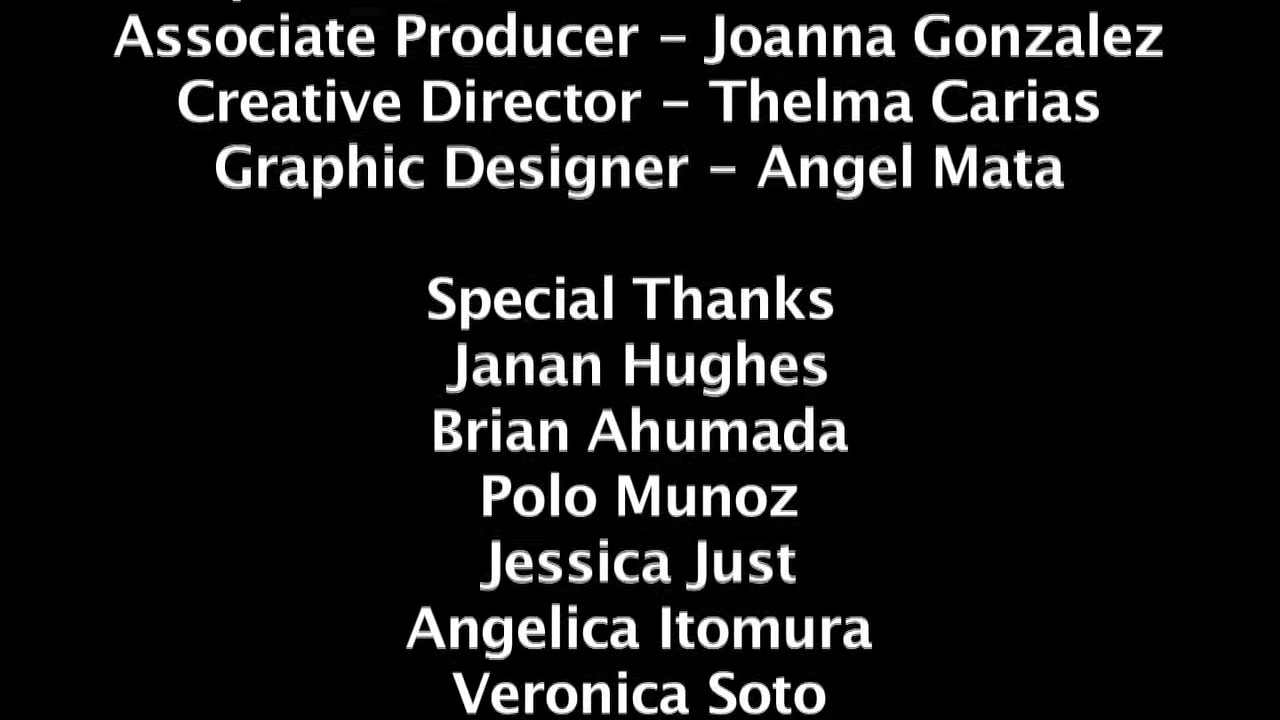 Associate Producer - Joanna Gonzalez
Creative Director - Thelma Carias
Graphic Designer - Angel Mata
Special Thanks
Janan Hughes
Brian Ahumada
Polo Munoz
Jessica Just
Angelica Itomura
Veronica Soto